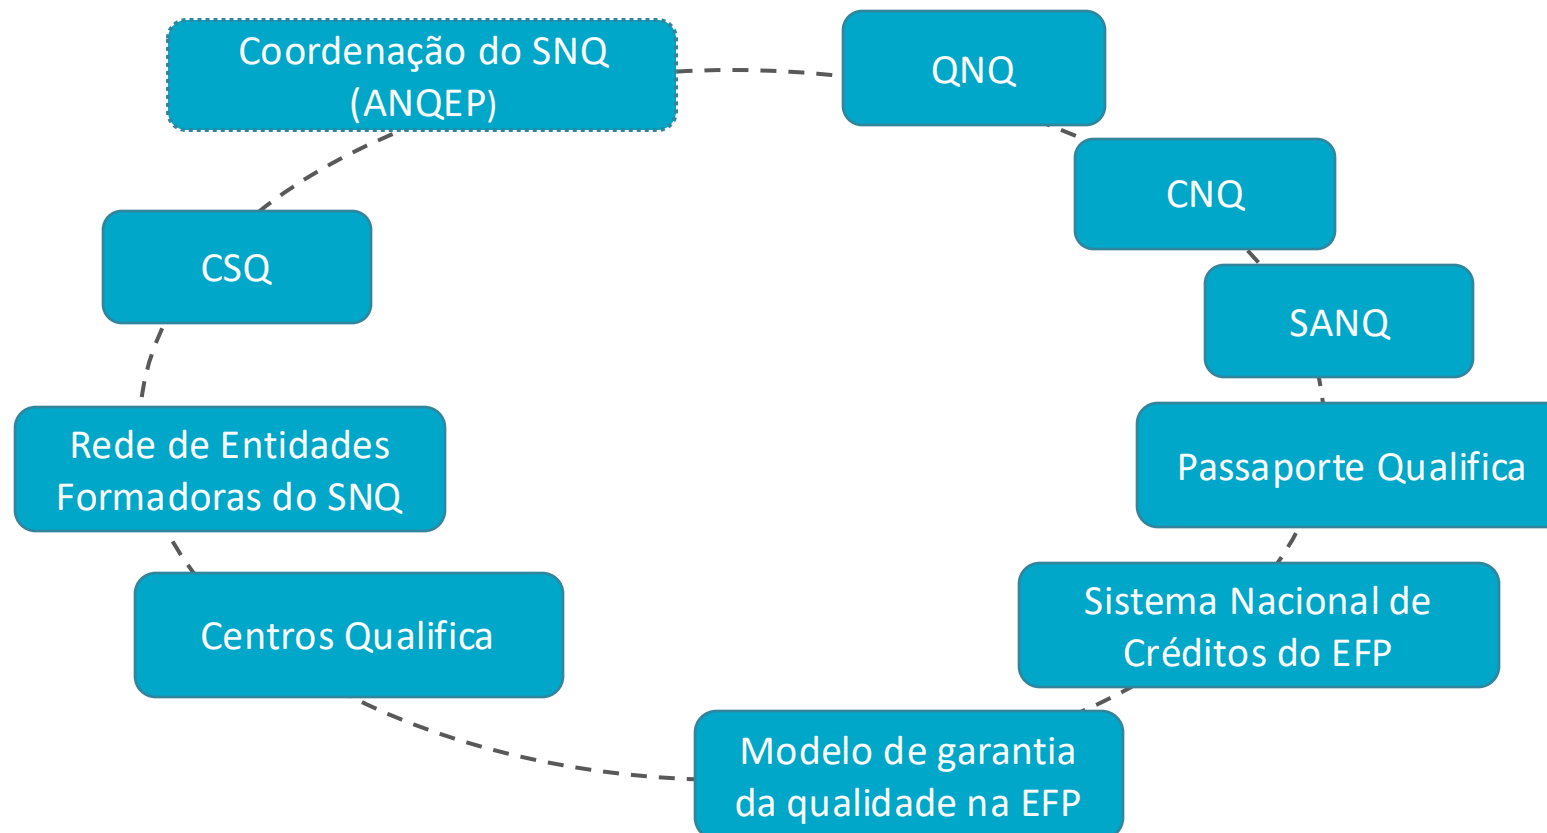 Coordenação do SNQ
(ANQEP)
QNQ
CNQ
SANQ
Passaporte Qualifica
Sistema Nacional de
Créditos do EFP
Modelo de garantia
da qualidade na EFP
Centros Qualifica
Rede de Entidades
Formadoras do SNQ
CSQ